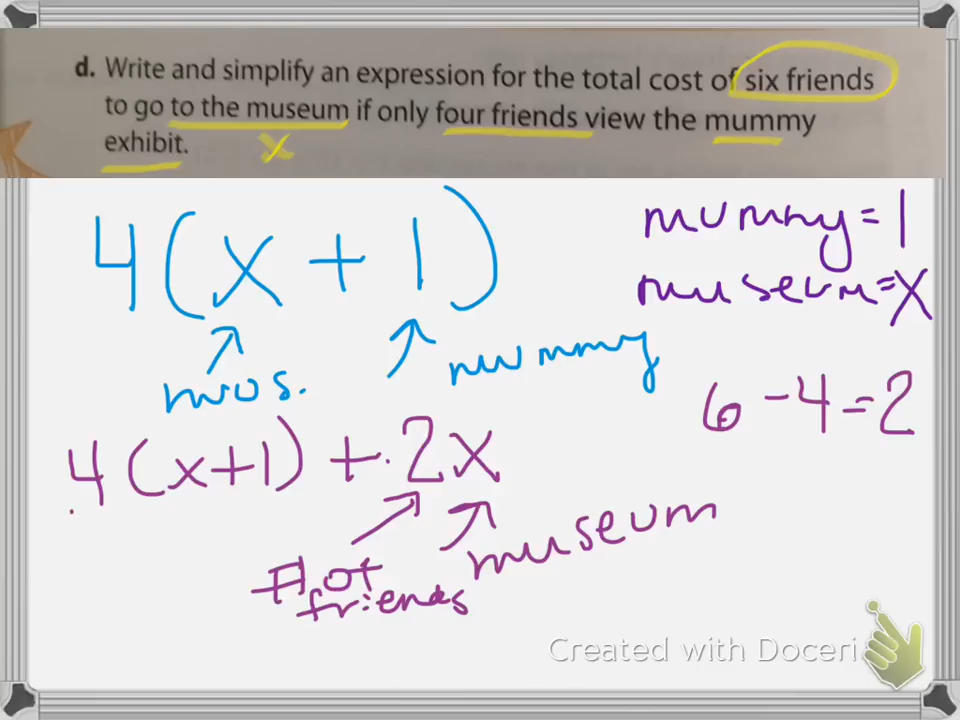 d. Write and simplify an expression for the total cost of six friends
to go to the museum if only four friends view the mummy
exhibit.
x
4(x + 1)
mummy = 1
museum = x
mus.
mummy
6 - 4 = 2
4(x+1) + 2x
# of
friends
museum
Created with Doceri